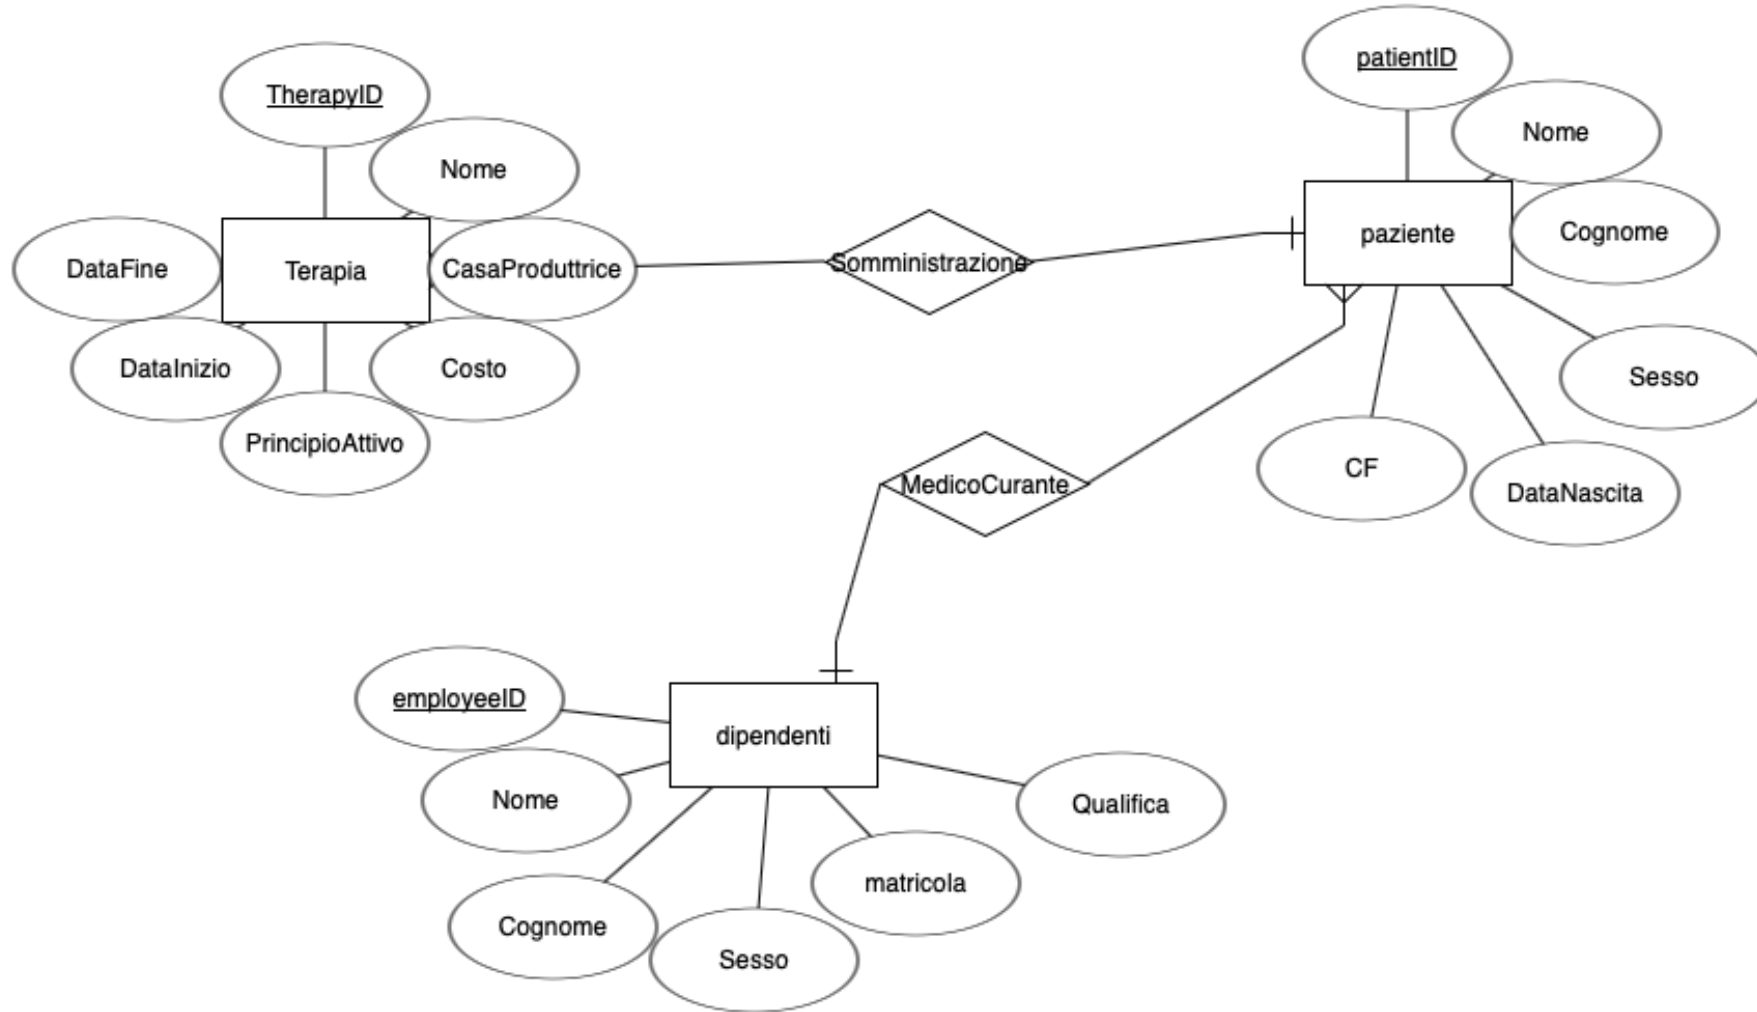 patientID
TherapyID
Nome
Nome
Cognome
paziente
Somministrazione
DataFine
Terapia
CasaProduttrice
DataInizio
Costo
Sesso
PrincipioAttivo
CF
DataNascita
MedicoCurante
employeeID
dipendenti
Nome
Qualifica
matricola
Cognome
Sesso